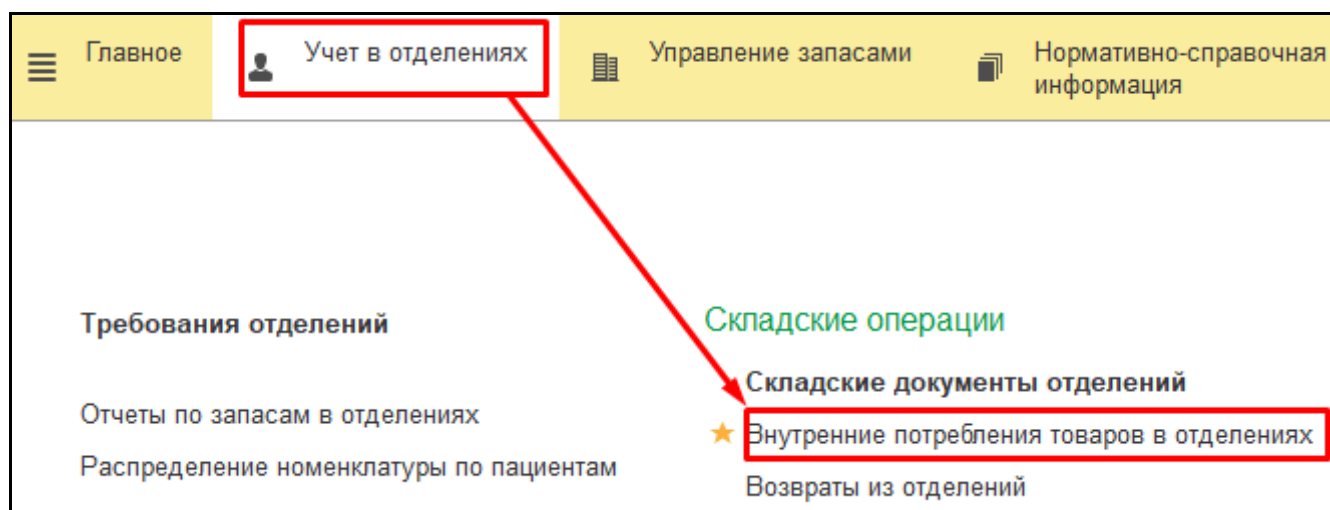 Главное
Учет в отделениях
Управление запасами
Нормативно-справочная
информация
Требования отделений
Отчеты по запасам в отделениях
Распределение номенклатуры по пациентам
Складские операции
Складские документы отделений
Внутренние потребления товаров в отделениях
Возвраты из отделений